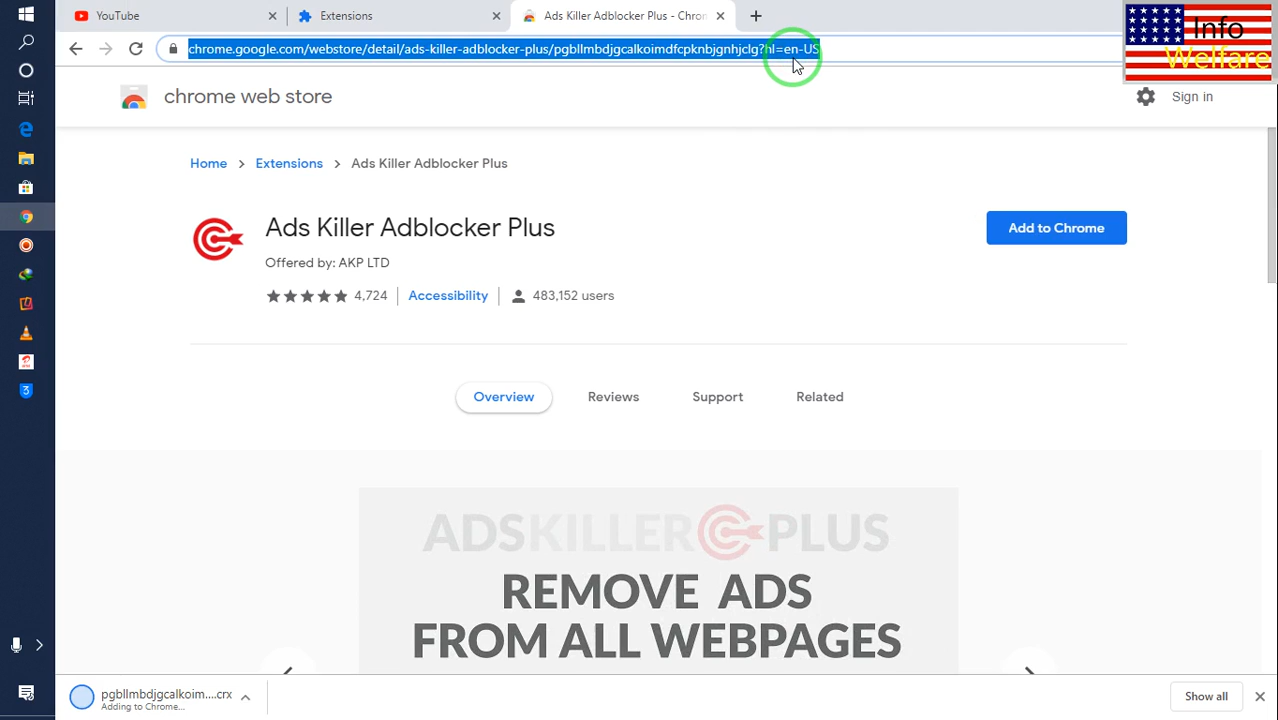 YouTube
Extensions
Ads Killer Adblocker Plus - Chrom
chrome.google.com/webstore/detail/ads-killer-adblocker-plus/pgbllmbdjgcalkoimdfcpknbjgnhjclg?hl=en-US
Info
Welfare
chrome web store
Sign in
Home
Extensions
Ads Killer Adblocker Plus
Ads Killer Adblocker Plus
Add to Chrome
Offered by: AKP LTD
4,724
Accessibility
483,152 users
Overview
Reviews
Support
Related
ADSKILLER PLUS
REMOVE ADS
FROM ALL WEBPAGES
pgbllmbdjgcalkoim....crx
Adding to Chrome...
Show all